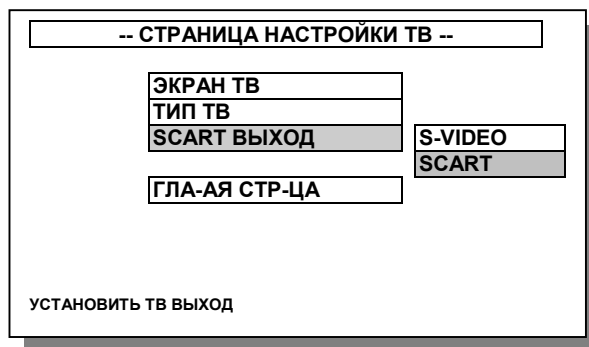 -- СТРАНИЦА НАСТРОЙКИ ТВ --
ЭКРАН ТВ
ТИП ТВ
SCART ВЫХОД
S-VIDEO
SCART
ГЛА-АЯ СТР-ЦА
УСТАНОВИТЬ ТВ ВЫХОД